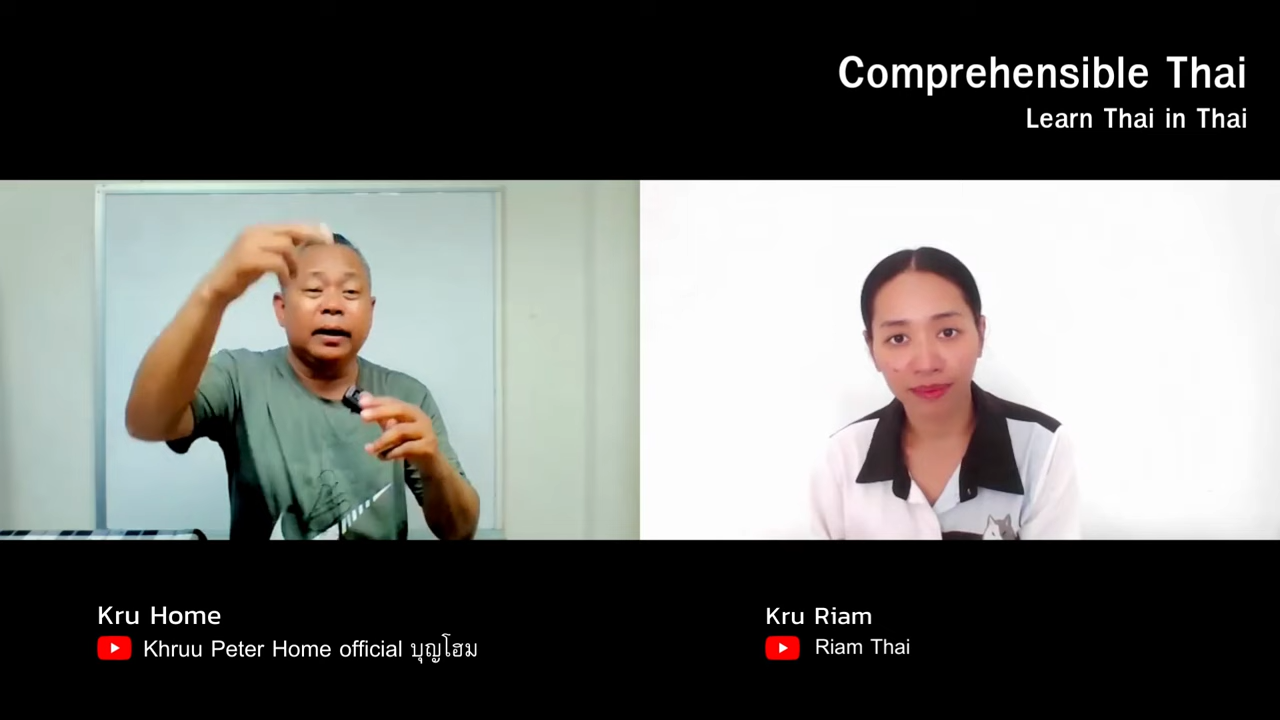 Comprehensible Thai
Learn Thai in Thai
Kru Home
Khruu Peter Home official บุญโฮม
Kru Riam
Riam Thai